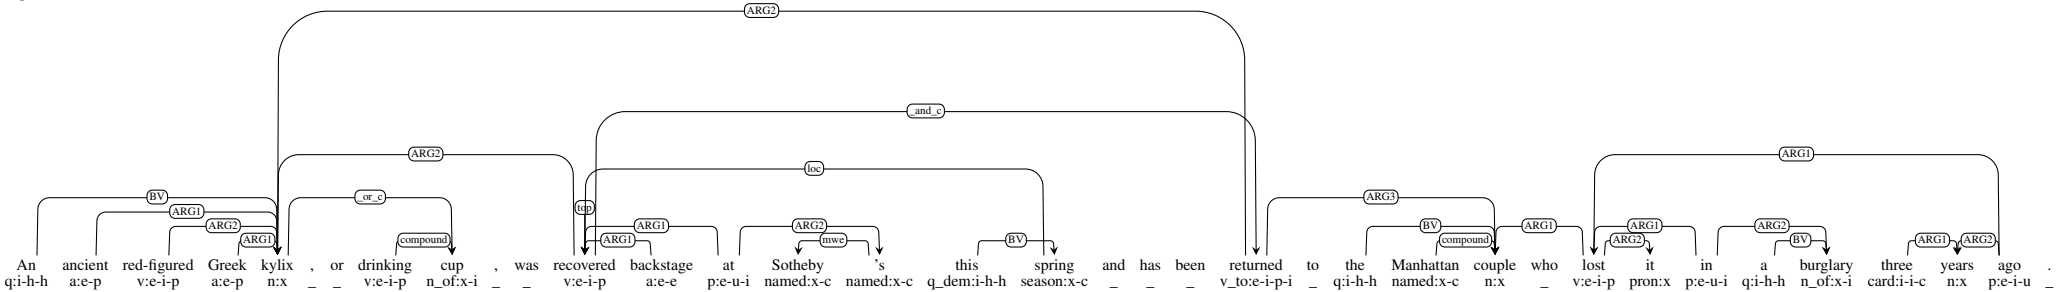 ARG2
_and_c
ARG2 ARG1
loc
BV _or_c ARG3
top
ARG1
ARG2 ARG1 ARG2 BV ARG1 ARG1 ARG2
ARG1 compound ARG1 mwe BV compound ARG2 BV ARG1 ARG2
An ancient red-figured Greek kylix , or drinking cup , was recovered backstage at Sotheby 's this spring and has been returned to the Manhattan couple who lost it in a burglary three years ago .
q:i-h-h a:e-p v:e-i-p a:e-p n:x _ _ v:e-i-p n_of:x-i _ _ v:e-i-p a:e-e p:e-u-i named:x-c named:x-c q_dem:i-h-h season:x-c _ _ _ v_to:e-i-p-i _ q:i-h-h named:x-c n:x _ v:e-i-p pron:x p:e-u-i q:i-h-h n_of:x-i card:i-i-c n:x p:e-i-u _